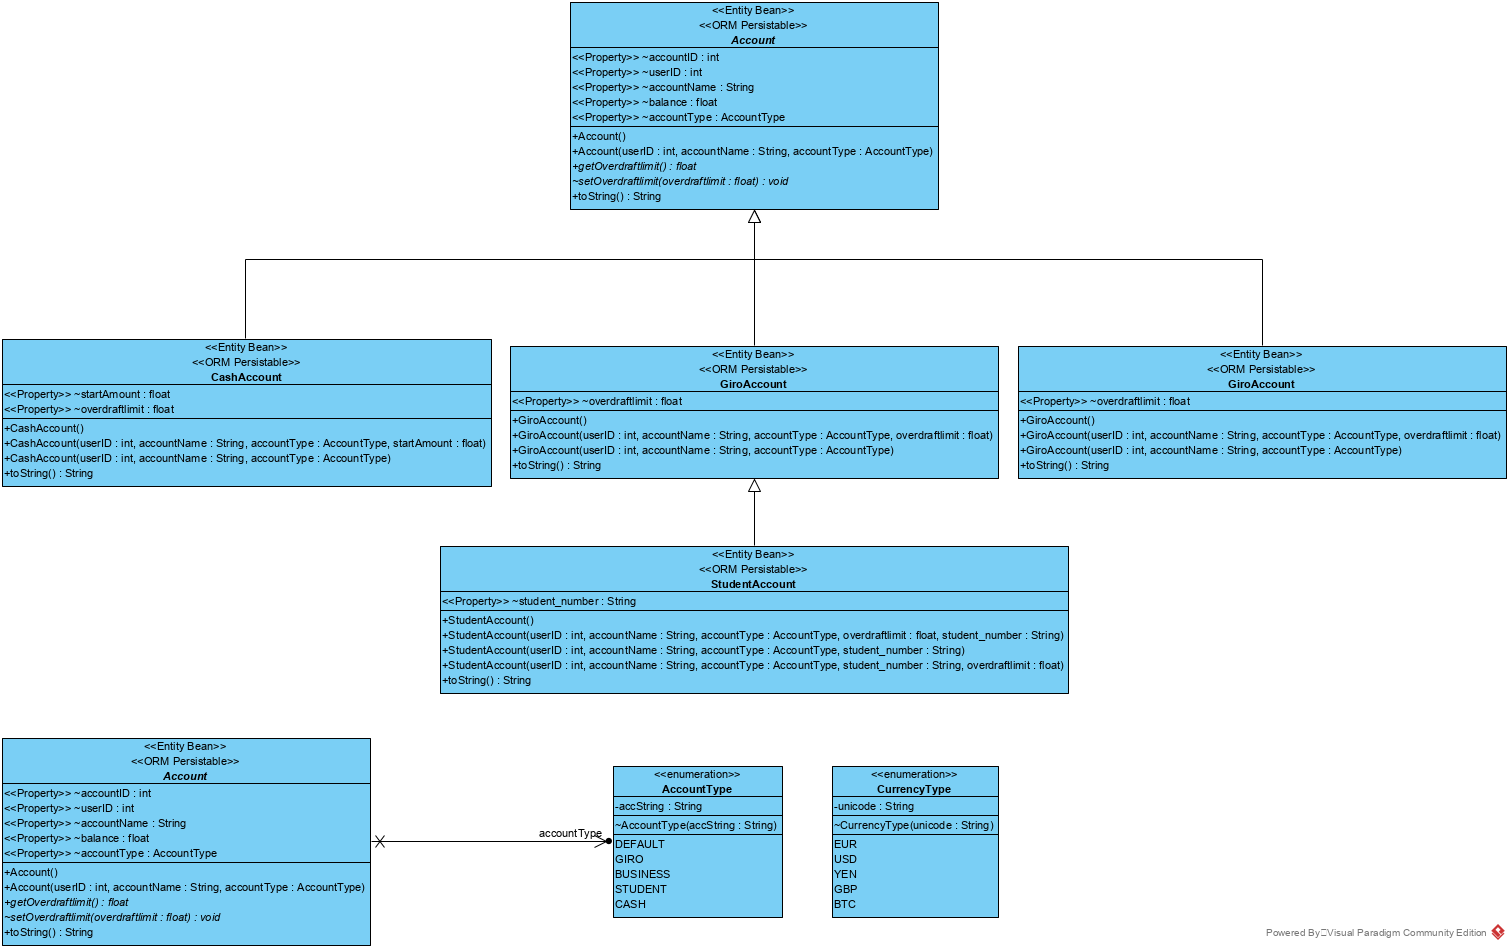 <<Entity Bean>>
<<ORM Persistable>>
Account
<<Property>> ~accountID : int
<<Property>> ~userID : int
<<Property>> ~accountName : String
<<Property>> ~balance : float
<<Property>> ~accountType : AccountType
+Account()
+Account(userID : int, accountName : String, accountType : AccountType)
+getOverdraftlimit() : float
~setOverdraftlimit(overdraftlimit : float) : void
+toString() : String
<<Entity Bean>>
<<ORM Persistable>>
CashAccount
<<Property>> ~startAmount : float
<<Property>> ~overdraftlimit : float
+CashAccount()
+CashAccount(userID : int, accountName : String, accountType : AccountType, startAmount : float)
+CashAccount(userID : int, accountName : String, accountType : AccountType)
+toString() : String
<<Entity Bean>>
<<ORM Persistable>>
GiroAccount
<<Property>> ~overdraftlimit : float
+GiroAccount()
+GiroAccount(userID : int, accountName : String, accountType : AccountType, overdraftlimit : float)
+GiroAccount(userID : int, accountName : String, accountType : AccountType)
+toString() : String
<<Entity Bean>>
<<ORM Persistable>>
GiroAccount
<<Property>> ~overdraftlimit : float
+GiroAccount()
+GiroAccount(userID : int, accountName : String, accountType : AccountType, overdraftlimit : float)
+GiroAccount(userID : int, accountName : String, accountType : AccountType)
+toString() : String
<<Entity Bean>>
<<ORM Persistable>>
StudentAccount
<<Property>> ~student_number : String
+StudentAccount()
+StudentAccount(userID : int, accountName : String, accountType : AccountType, overdraftlimit : float, student_number : String)
+StudentAccount(userID : int, accountName : String, accountType : AccountType, student_number : String)
+StudentAccount(userID : int, accountName : String, accountType : AccountType, student_number : String, overdraftlimit : float)
+toString() : String
<<Entity Bean>>
<<ORM Persistable>>
Account
<<Property>> ~accountID : int
<<Property>> ~userID : int
<<Property>> ~accountName : String
<<Property>> ~balance : float
<<Property>> ~accountType : AccountType
+Account()
+Account(userID : int, accountName : String, accountType : AccountType)
+getOverdraftlimit() : float
~setOverdraftlimit(overdraftlimit : float) : void
+toString() : String
accountType
<<enumeration>>
AccountType
-accString : String
~AccountType(accString : String)
DEFAULT
GIRO
BUSINESS
STUDENT
CASH
<<enumeration>>
CurrencyType
-unicode : String
~CurrencyType(unicode : String)
EUR
USD
YEN
GBP
BTC
Powered By Visual Paradigm Community Edition